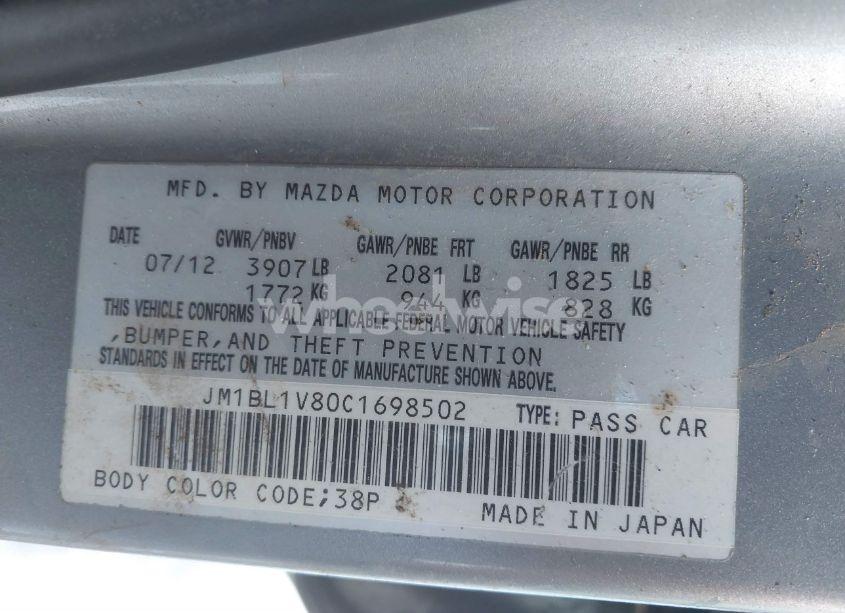 MFD. BY MAZDA MOTOR CORPORATION
DATE GVWR/PNBV GAWR/PNBE FRT GAWR/PNBE RR
07/12 3907 LB 2081 LB 1825 LB
1772 KG 944 KG 828 KG
THIS VEHICLE CONFORMS TO ALL APPLICABLE FEDERAL MOTOR VEHICLE SAFETY
,BUMPER,AND THEFT PREVENTION
STANDARDS IN EFFECT ON THE DATE OF MANUFACTURE SHOWN ABOVE.
JM1BL1V80C1698502 TYPE: PASS CAR
BODY COLOR CODE;38P
MADE IN JAPAN
wheelwise